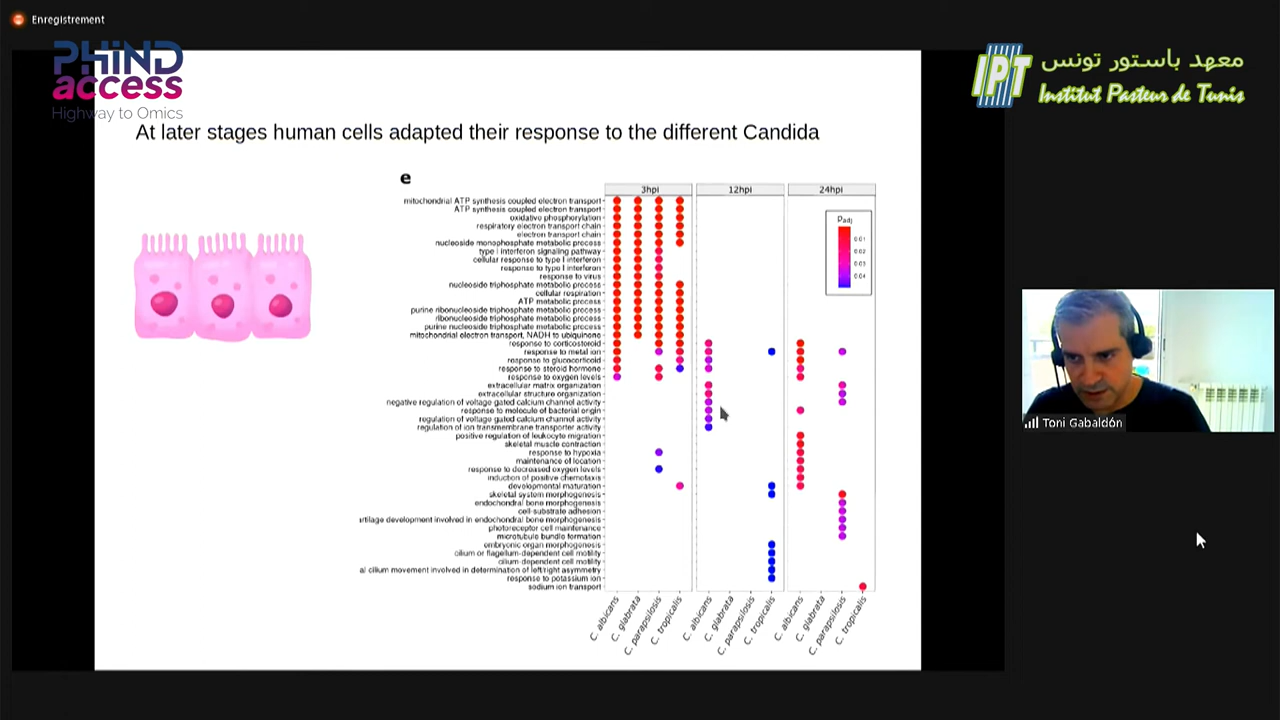 Enregistrement
PHiND
access
Highway to Omics
IPT
معهد باستور تونس
Institut Pasteur de Tunis
At later stages human cells adapted their response to the different Candida
e
3hpi
12hpi
24hpi
mitochondrial ATP synthesis coupled electron transport
ATP synthesis coupled electron transport
oxidative phosphorylation
respiratory electron transport chain
electron transport chain
nucleoside monophosphate metabolic process
type I interferon signaling pathway
cellular response to type I interferon
response to type I interferon
response to virus
nucleoside triphosphate metabolic process
cellular respiration
ATP metabolic process
purine ribonucleoside triphosphate metabolic process
ribonucleoside triphosphate metabolic process
purine nucleoside triphosphate metabolic process
mitochondrial electron transport, NADH to ubiquinone
response to corticosteroid
response to metal ion
response to glucocorticoid
response to steroid hormone
response to oxygen levels
extracellular matrix organization
extracellular structure organization
negative regulation of voltage gated calcium channel activity
response to molecule of bacterial origin
regulation of voltage gated calcium channel activity
regulation of ion transmembrane transporter activity
positive regulation of leukocyte migration
skeletal muscle contraction
response to hypoxia
maintenance of location
response to decreased oxygen levels
induction of positive chemotaxis
developmental maturation
skeletal system morphogenesis
endochondral bone morphogenesis
cell-substrate adhesion
artilage development involved in endochondral bone morphogenesis
photoreceptor cell maintenance
microtubule bundle formation
embryonic organ morphogenesis
cilium or flagellum-dependent cell motility
cilium-dependent cell motility
al cilium movement involved in determination of left/right asymmetry
response to potassium ion
sodium ion transport
Padj
0.01
0.02
0.03
0.04
C. albicans
C. glabrata
C. parapsilosis
C. tropicalis
C. albicans
C. glabrata
C. parapsilosis
C. tropicalis
C. albicans
C. glabrata
C. parapsilosis
C. tropicalis
Toni Gabaldón